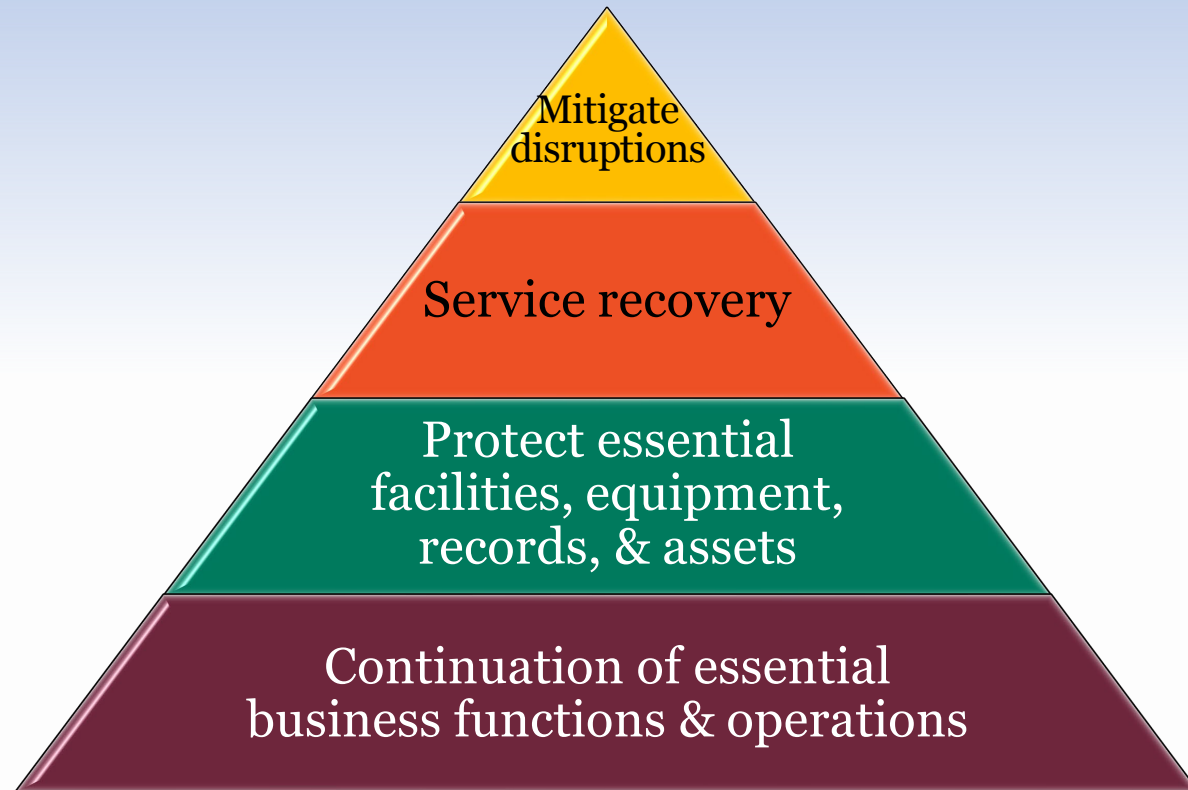 Mitigate
disruptions
Service recovery
Protect essential
facilities, equipment,
records, & assets
Continuation of essential
business functions & operations